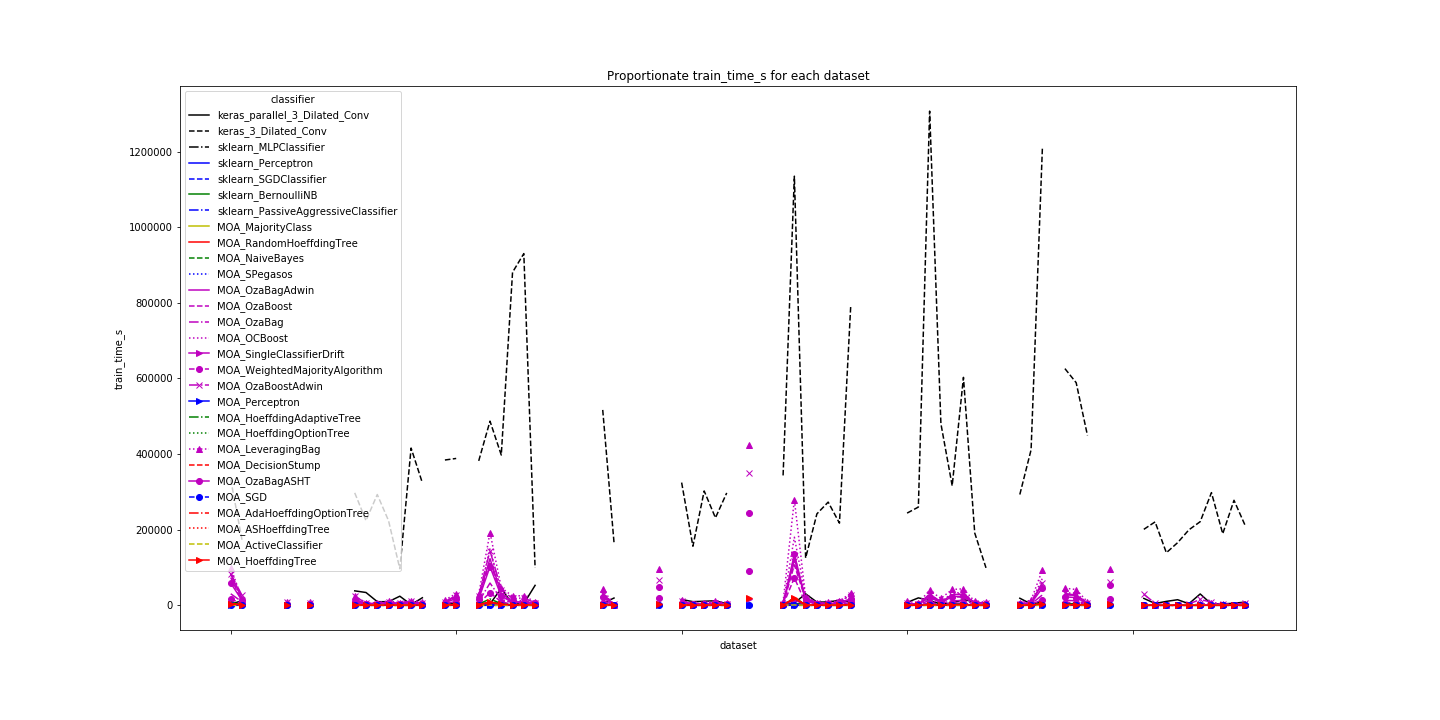 Proportionate train_time_s for each dataset
classifier
keras_parallel_3_Dilated_Conv
keras_3_Dilated_Conv
sklearn_MLPClassifier
sklearn_Perceptron
sklearn_SGDClassifier
sklearn_BernoulliNB
sklearn_PassiveAggressiveClassifier
MOA_MajorityClass
MOA_RandomHoeffdingTree
MOA_NaiveBayes
MOA_SPegasos
MOA_OzaBagAdwin
MOA_OzaBoost
MOA_OzaBag
MOA_OCBoost
MOA_SingleClassifierDrift
MOA_WeightedMajorityAlgorithm
MOA_OzaBoostAdwin
MOA_Perceptron
MOA_HoeffdingAdaptiveTree
MOA_HoeffdingOptionTree
MOA_LeveragingBag
MOA_DecisionStump
MOA_OzaBagASHT
MOA_SGD
MOA_AdaHoeffdingOptionTree
MOA_ASHoeffdingTree
MOA_ActiveClassifier
MOA_HoeffdingTree
1200000
1000000
800000
600000
400000
200000
0
train_time_s
dataset